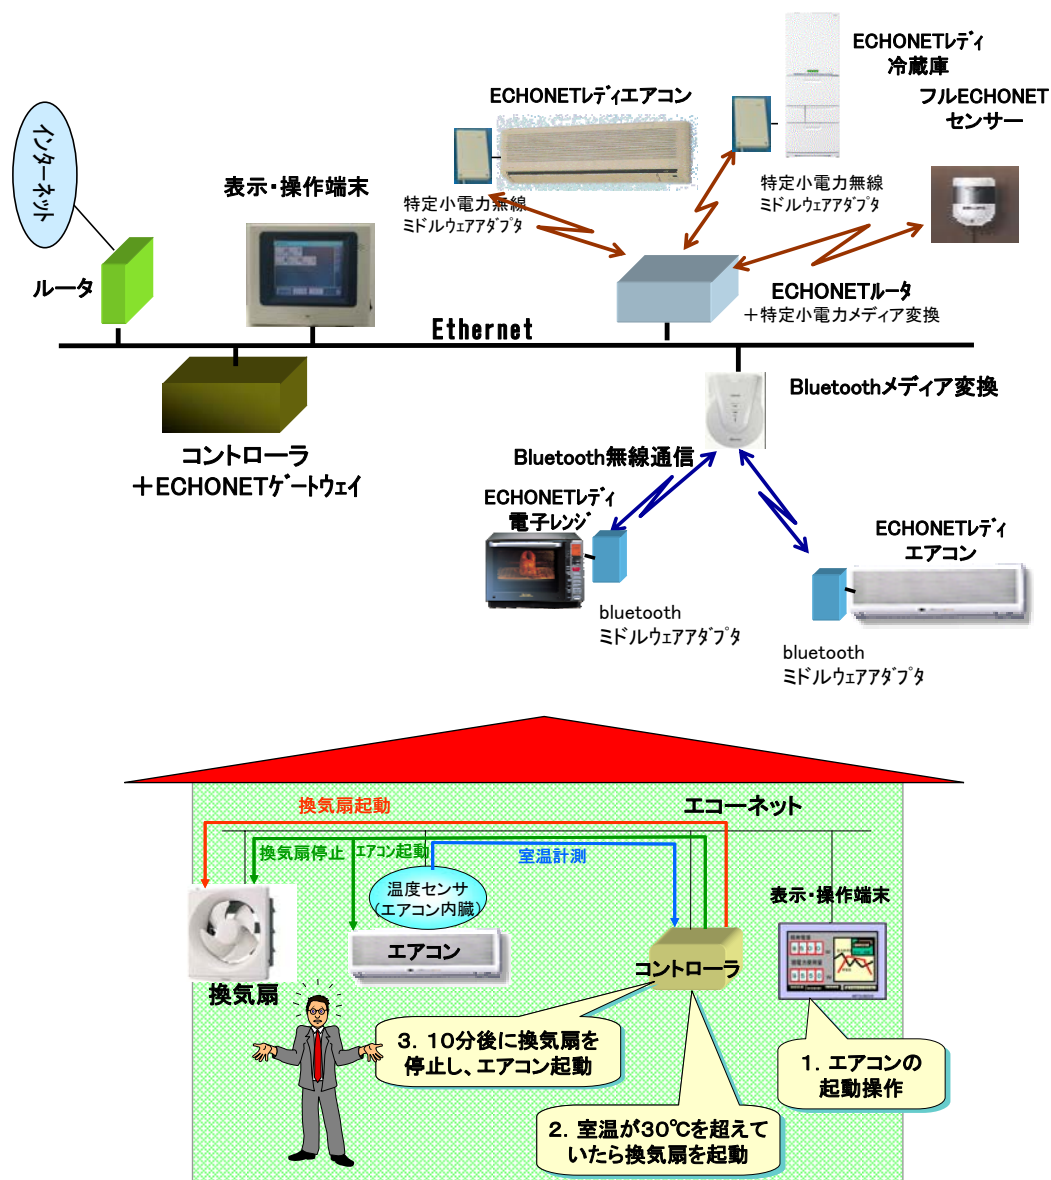 ECHONETﾚﾃﾞｨ
冷蔵庫
ECHONETﾚﾃﾞｨエアコン
フルECHONET
センサー
インターネット
表示・操作端末
特定小電力無線
ミドルウェアアダプタ
特定小電力無線
ミドルウェアアダプタ
ルータ
ECHONETﾙｰﾀ
＋特定小電力メディア変換
Ethernet
Bluetoothメディア変換
コントローラ
＋ECHONETｹﾞｰﾄｳｪｲ
Bluetooth無線通信
ECHONETﾚﾃﾞｨ
電子ﾚﾝｼﾞ
ECHONETﾚﾃﾞｨ
エアコン
bluetooth
ミドルウェアアダプタ
bluetooth
ミドルウェアアダプタ
換気扇起動
エコーネット
換気扇停止
ｴｱｺﾝ起動
室温計測
温度センサ
(エアコン内臓)
表示・操作端末
エアコン
コントローラ
換気扇
３．１０分後に換気扇を
停止し、エアコン起動
１．エアコンの
起動操作
２．室温が３０℃を超えて
いたら換気扇を起動